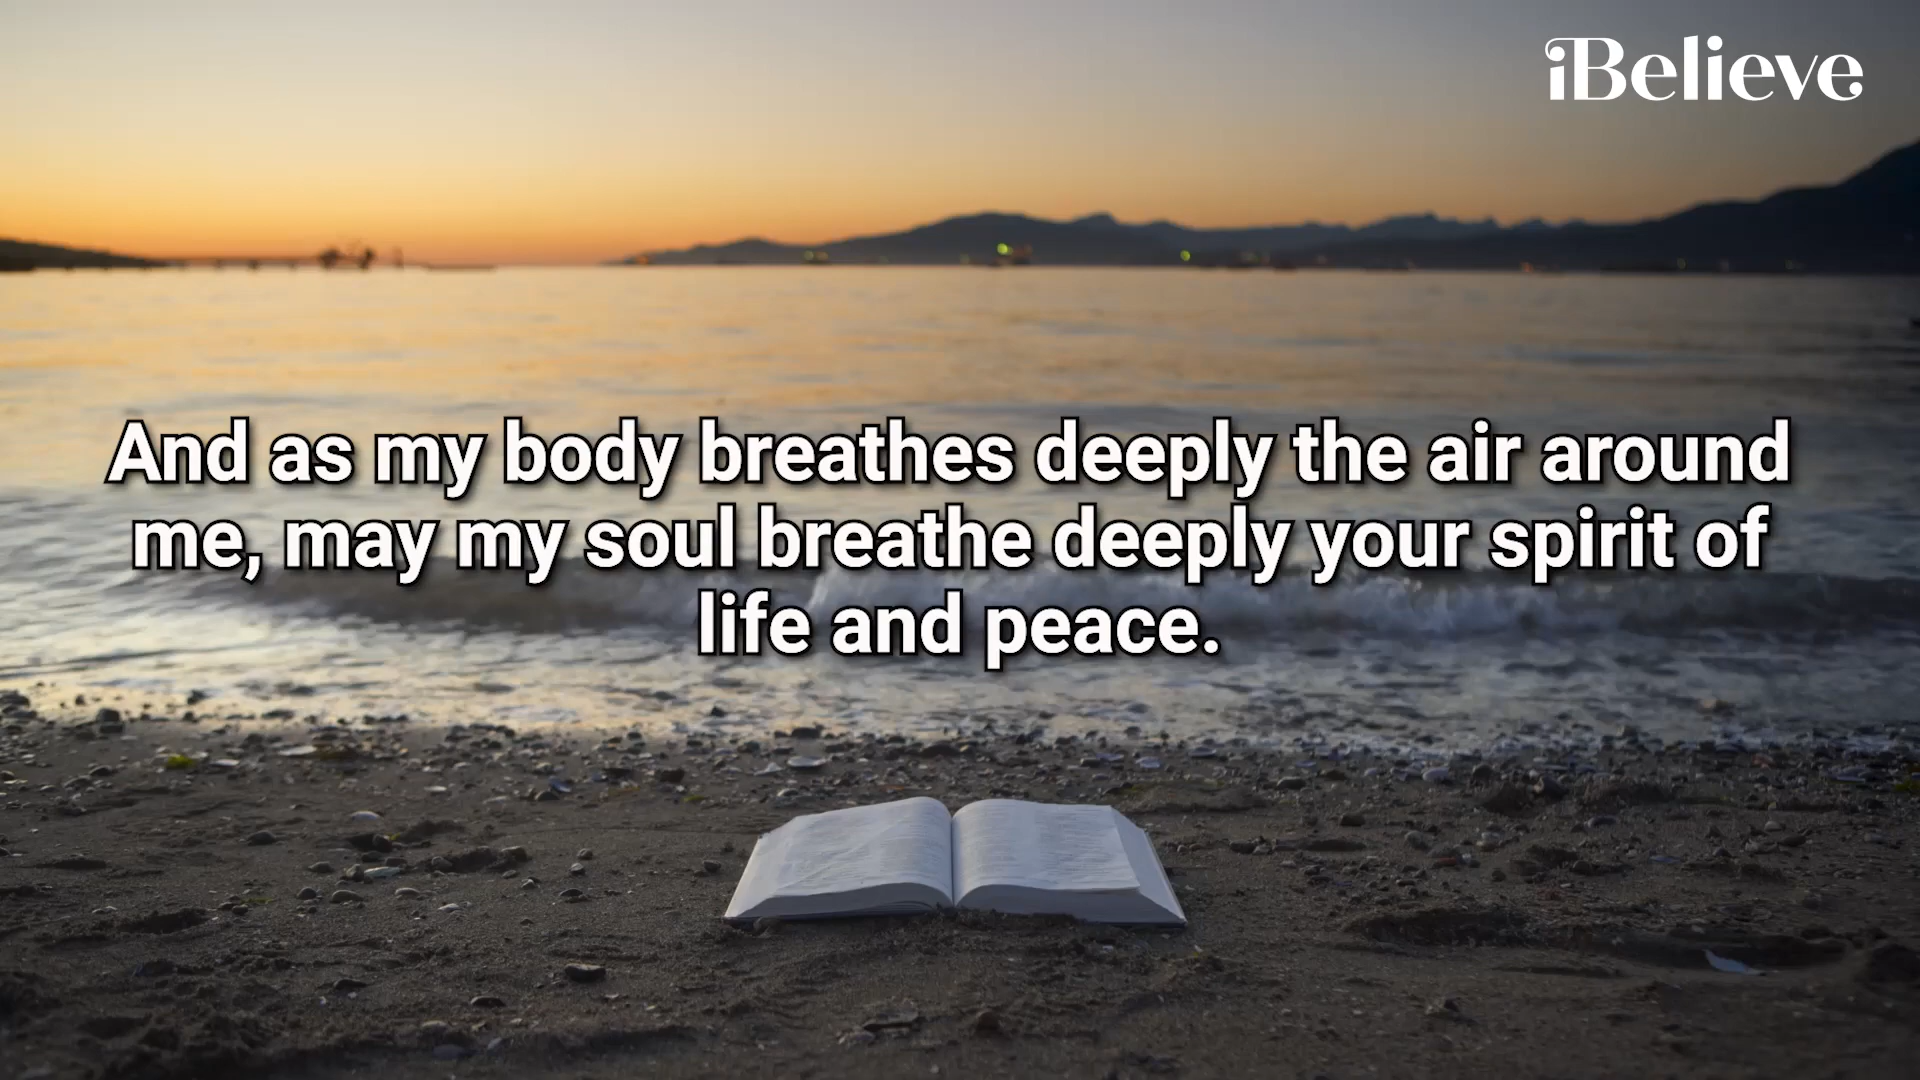 iBelieve
And as my body breathes deeply the air around
me, may my soul breathe deeply your spirit of
life and peace.